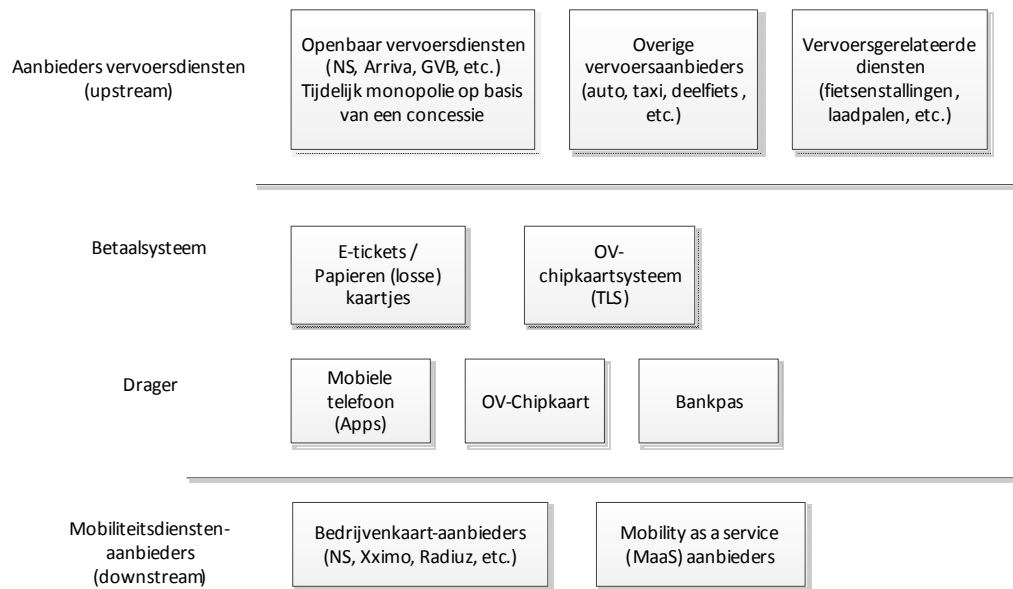 Aanbieders vervoersdiensten
(upstream)
Openbaar vervoersdiensten
(NS, Arriva, GVB, etc.)
Tijdelijk monopolie op basis
van een concessie
Overige
vervoersaanbieders
(auto, taxi, deelfiets ,
etc.)
Vervoersgerelateerde
diensten
(fietsenstallingen ,
laadpalen, etc.)
Betaalsysteem
E-tickets /
Papieren (losse)
kaartjes
OV-
chipkaartsysteem
(TLS)
Drager
Mobiele
telefoon
(Apps)
OV-Chipkaart
Bankpas
Mobiliteitsdiensten-
aanbieders
(downstream)
Bedrijvenkaart-aanbieders
(NS, Xximo, Radiuz, etc.)
Mobility as a service
(MaaS) aanbieders